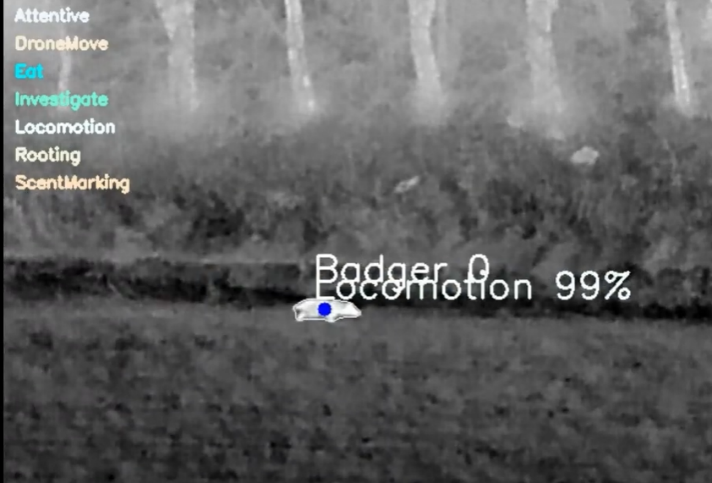 Attentive
DroneMove
Eat
Investigate
Locomotion
Rooting
ScentMarking
Badger 0
Locomotion 99%